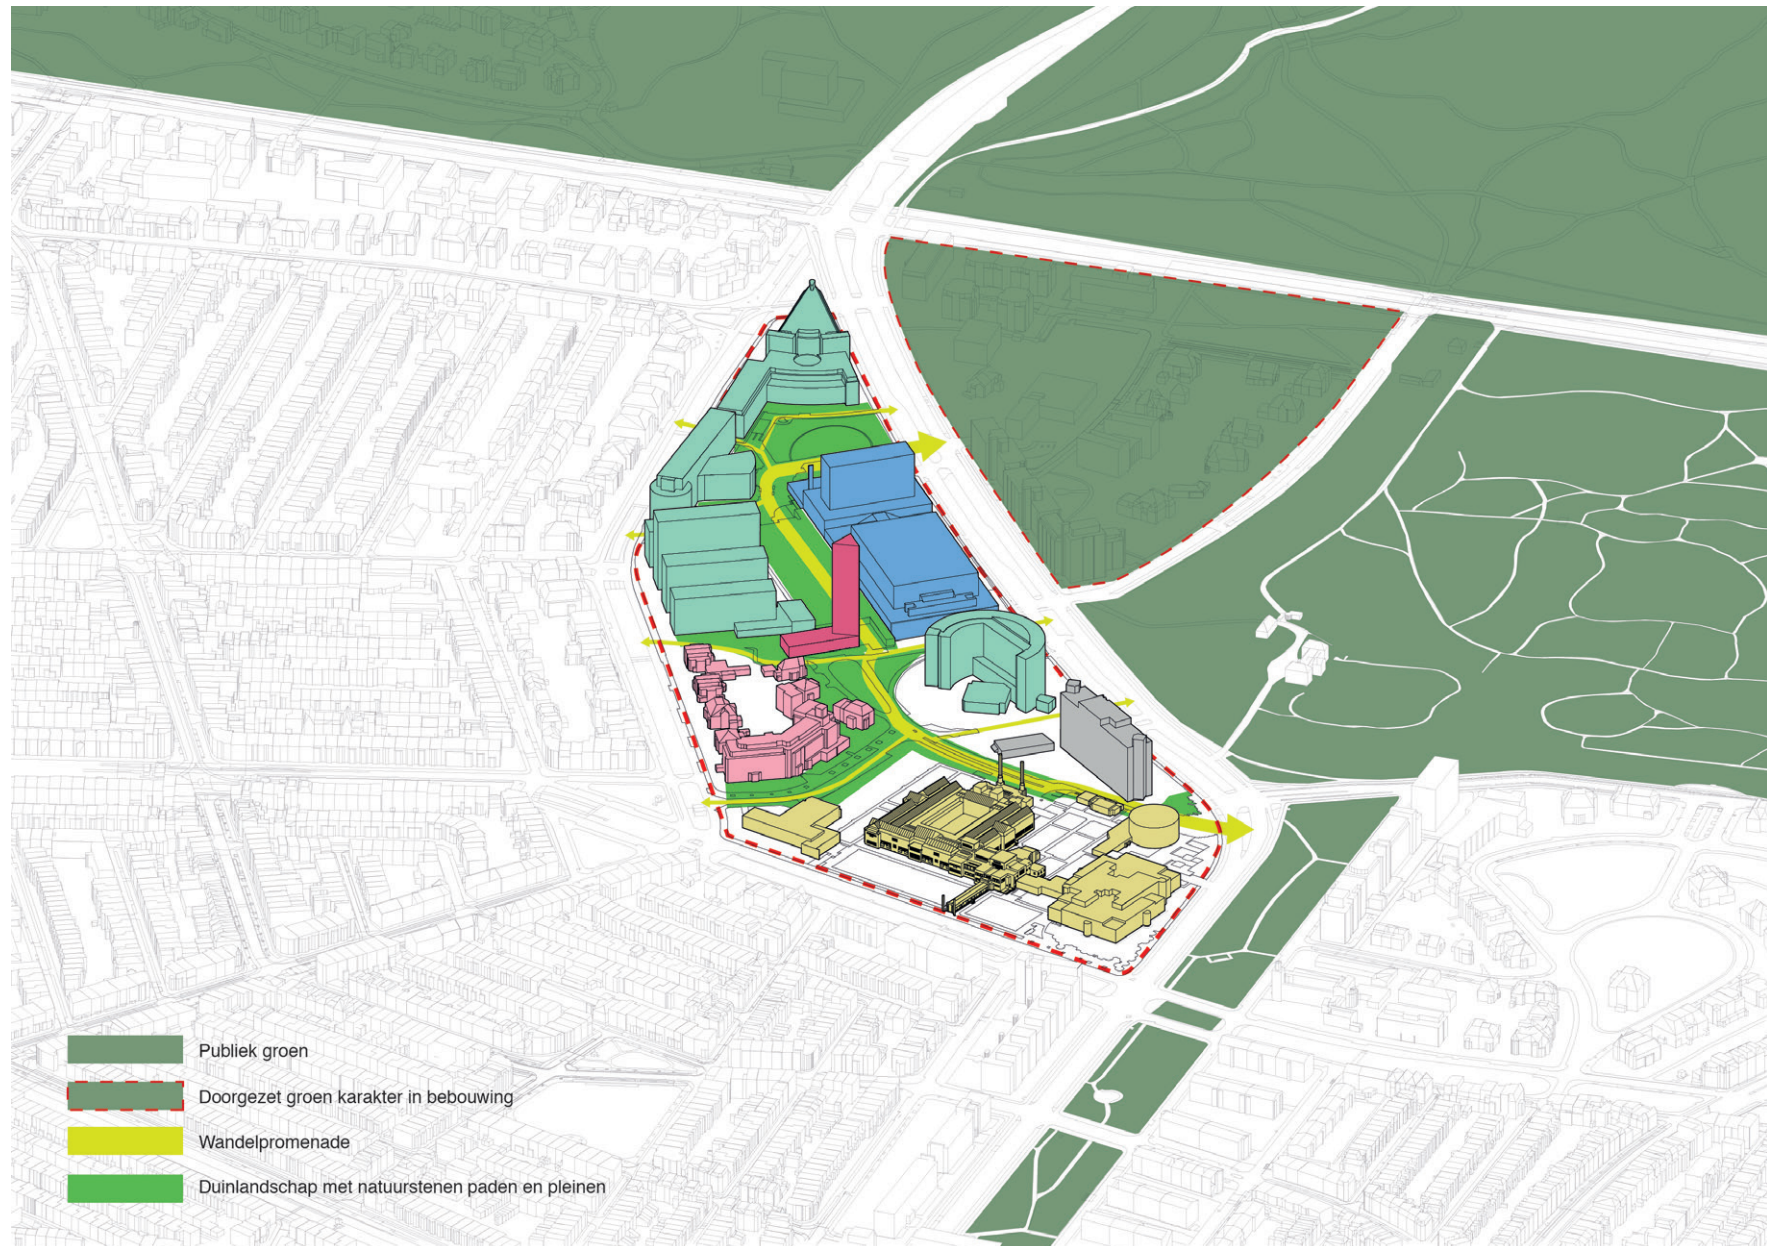 Publiek groen
Doorgezet groen karakter in bebouwing
Wandelpromenade
Duinlandschap met natuurstenen paden en pleinen